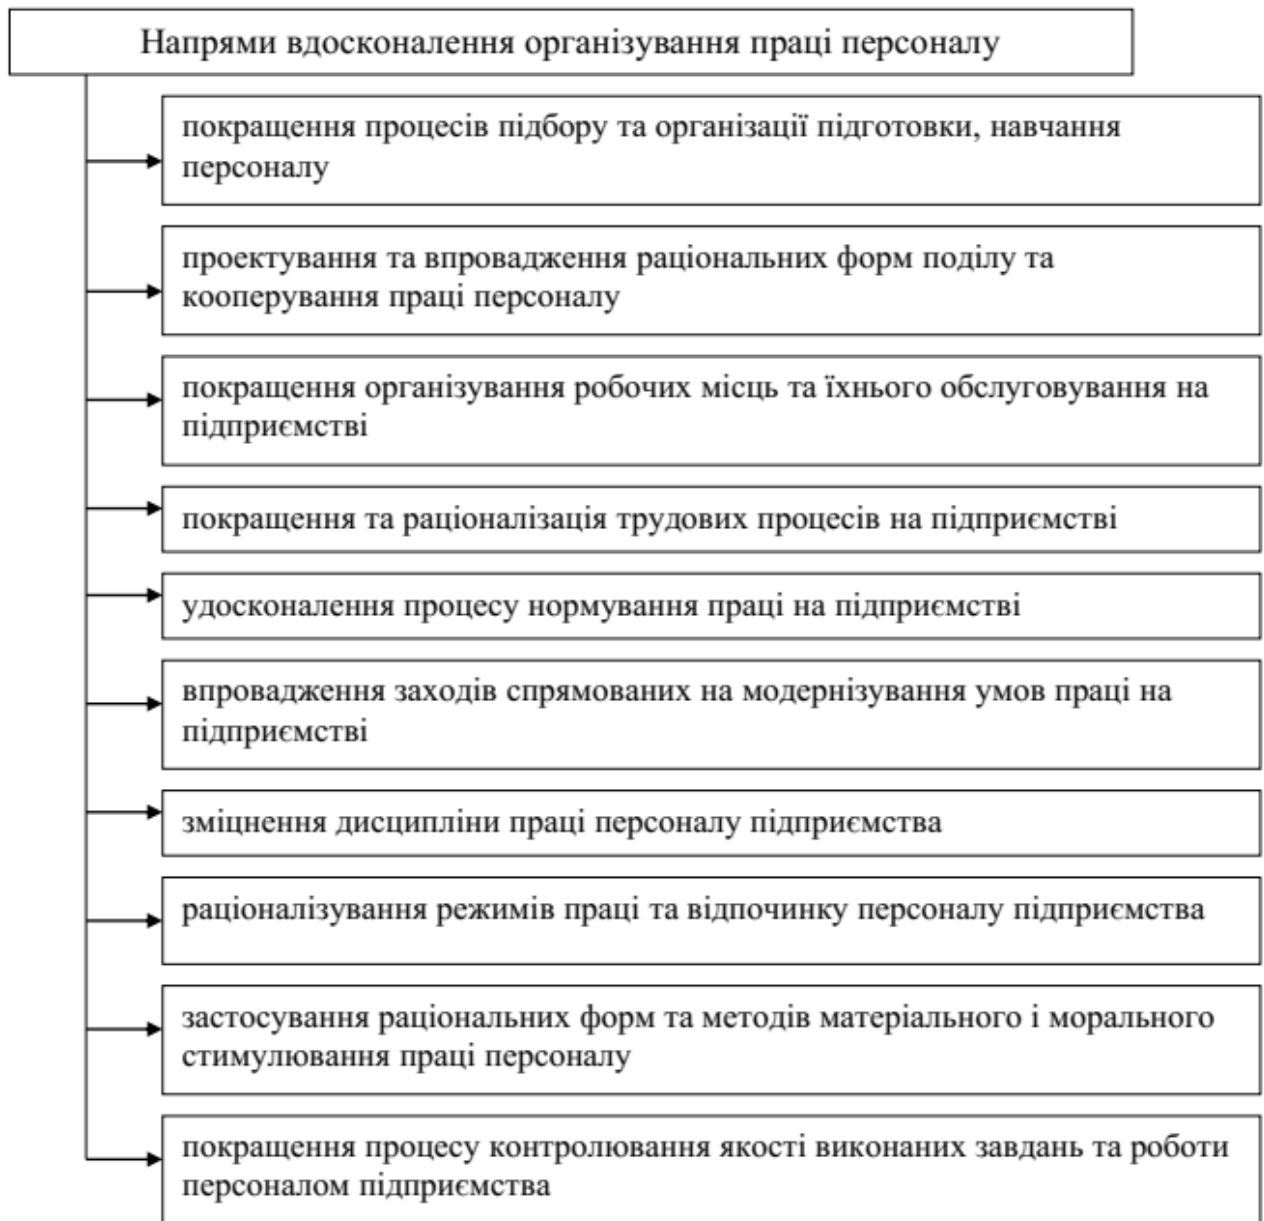 Напрями вдосконалення організування праці персоналу
покращення процесів підбору та організації підготовки, навчання
персоналу
проектування та впровадження раціональних форм поділу та
кооперування праці персоналу
покращення організування робочих місць та їхнього обслуговування на
підприємстві
покращення та раціоналізація трудових процесів на підприємстві
удосконалення процесу нормування праці на підприємстві
впровадження заходів спрямованих на модернізування умов праці на
підприємстві
зміцнення дисципліни праці персоналу підприємства
раціоналізування режимів праці та відпочинку персоналу підприємства
застосування раціональних форм та методів матеріального і морального
стимулювання праці персоналу
покращення процесу контролювання якості виконаних завдань та роботи
персоналом підприємства